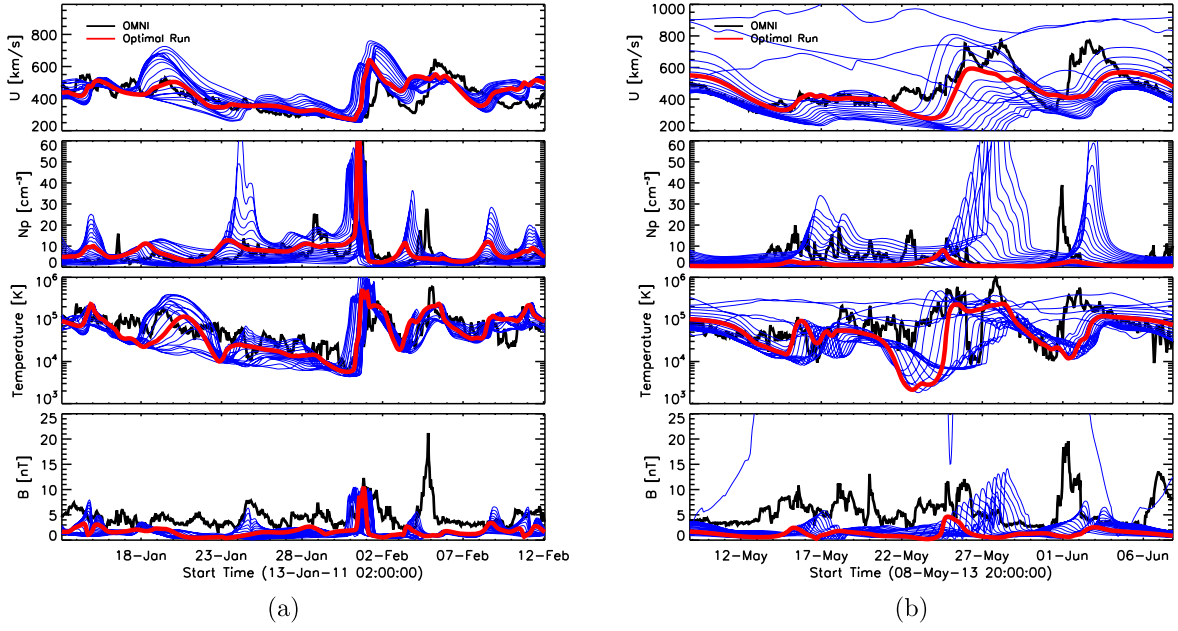 OMNI
Optimal Run
U [km/s]
800
600
400
200
Np [cm⁻³]
60
50
40
30
20
10
0
Temperature [K]
10⁶
10⁵
10⁴
10³
B [nT]
25
20
15
10
5
0
18-Jan 23-Jan 28-Jan 02-Feb 07-Feb 12-Feb
Start Time (13-Jan-11 02:00:00)
(a)
OMNI
Optimal Run
U [km/s]
1000
800
600
400
200
Np [cm⁻³]
60
50
40
30
20
10
0
Temperature [K]
10⁶
10⁵
10⁴
10³
B [nT]
25
20
15
10
5
0
12-May 17-May 22-May 27-May 01-Jun 06-Jun
Start Time (08-May-13 20:00:00)
(b)